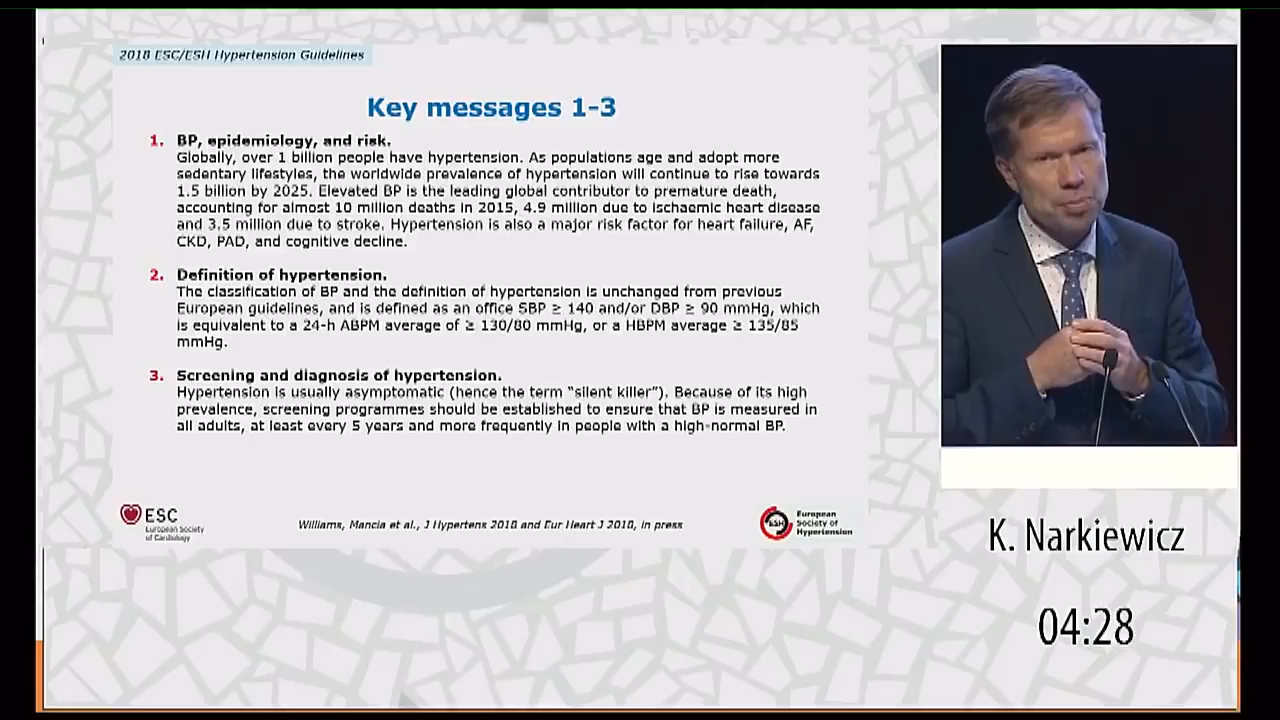 2018 ESC/ESH Hypertension Guidelines
Key messages 1-3
1. BP, epidemiology, and risk.
Globally, over 1 billion people have hypertension. As populations age and adopt more
sedentary lifestyles, the worldwide prevalence of hypertension will continue to rise towards
1.5 billion by 2025. Elevated BP is the leading global contributor to premature death,
accounting for almost 10 million deaths in 2015, 4.9 million due to ischaemic heart disease
and 3.5 million due to stroke. Hypertension is also a major risk factor for heart failure, AF,
CKD, PAD, and cognitive decline.
2. Definition of hypertension.
The classification of BP and the definition of hypertension is unchanged from previous
European guidelines, and is defined as an office SBP ≥ 140 and/or DBP ≥ 90 mmHg, which
is equivalent to a 24-h ABPM average of ≥ 130/80 mmHg, or a HBPM average ≥ 135/85
mmHg.
3. Screening and diagnosis of hypertension.
Hypertension is usually asymptomatic (hence the term “silent killer”). Because of its high
prevalence, screening programmes should be established to ensure that BP is measured in
all adults, at least every 5 years and more frequently in people with a high-normal BP.
ESC
European Society
of Cardiology
Williams, Mancia et al., J Hypertens 2018 and Eur Heart J 2018, in press
ESH
European
Society of
Hypertension
K. Narkiewicz
04:28